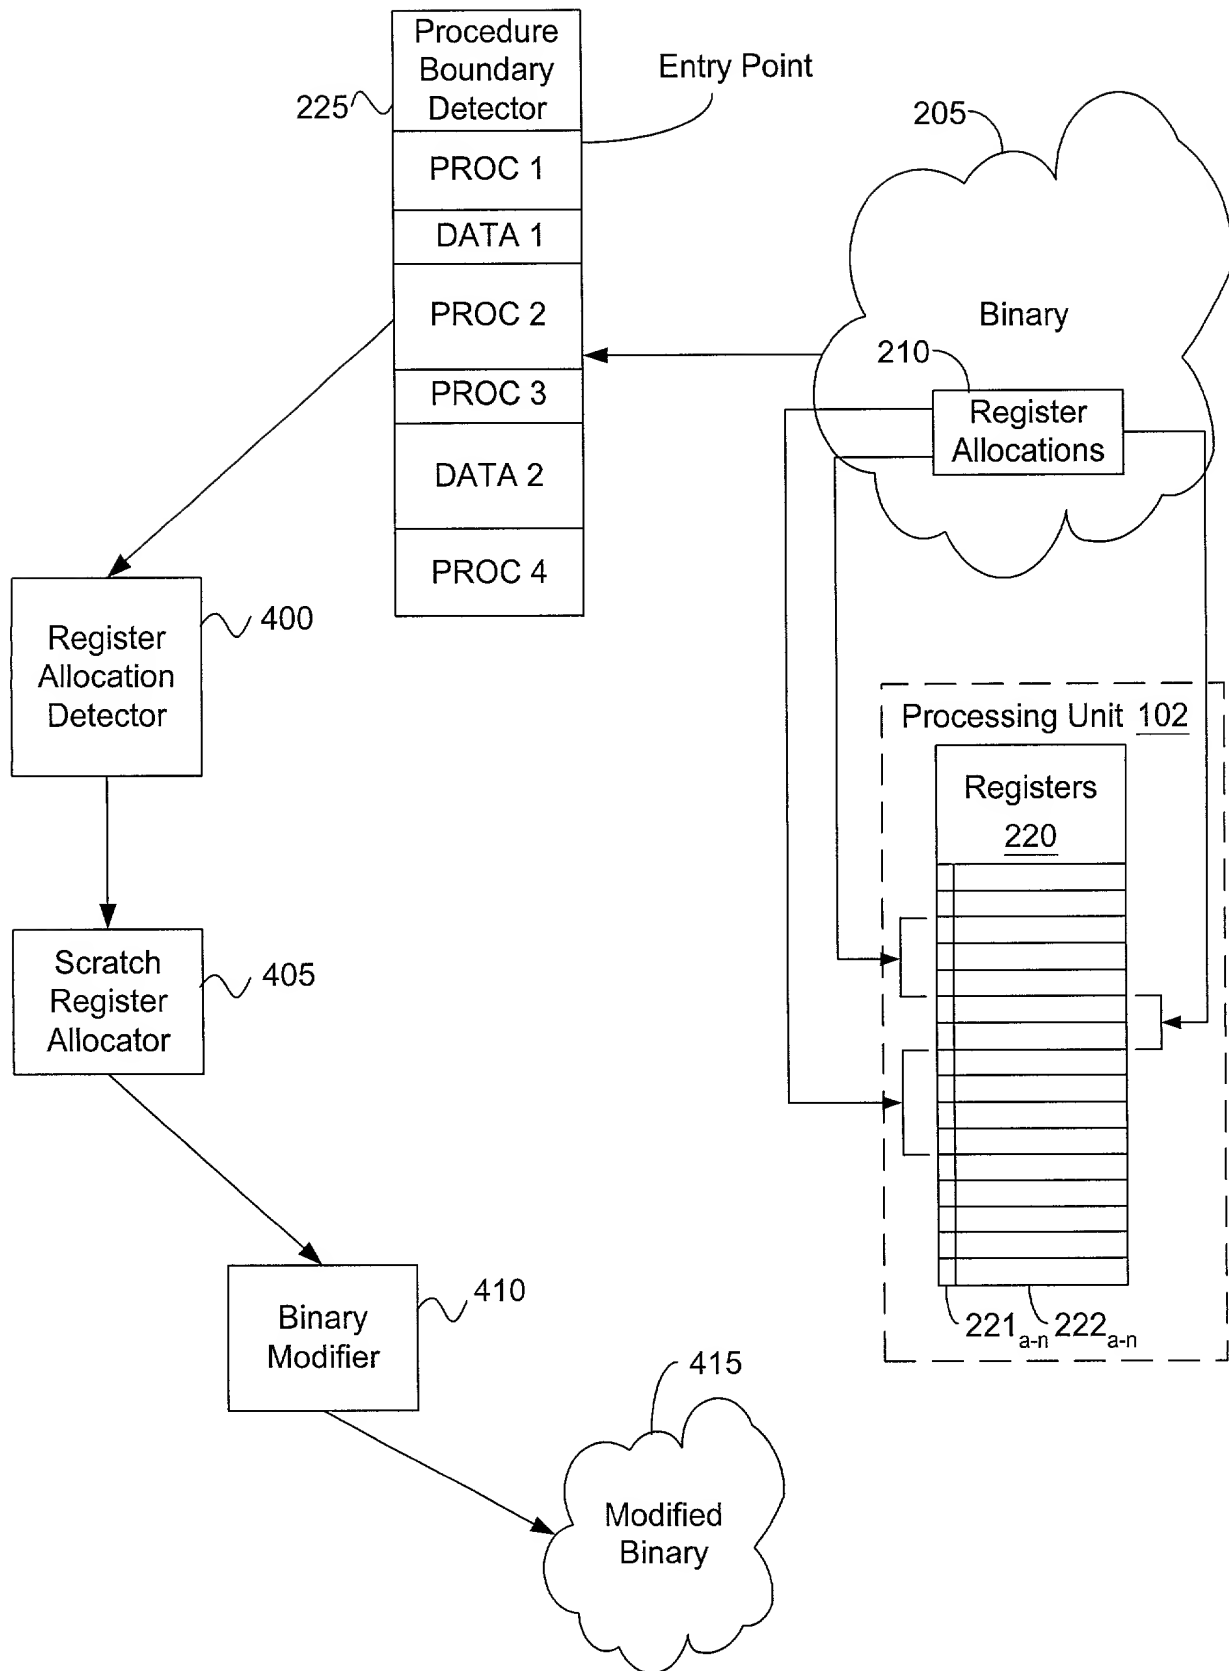 Procedure
Boundary
Detector
225
Entry Point
PROC 1
DATA 1
PROC 2
PROC 3
DATA 2
PROC 4
205
Binary
210
Register
Allocations
Register
Allocation
Detector
400
Processing Unit 102
Registers
220
221a-n 222a-n
Scratch
Register
Allocator
405
Binary
Modifier
410
415
Modified
Binary